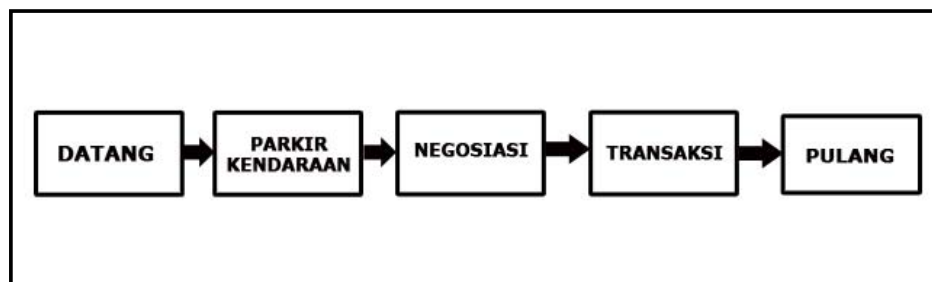 DATANG
PARKIR
KENDARAAN
NEGOSIASI
TRANSAKSI
PULANG